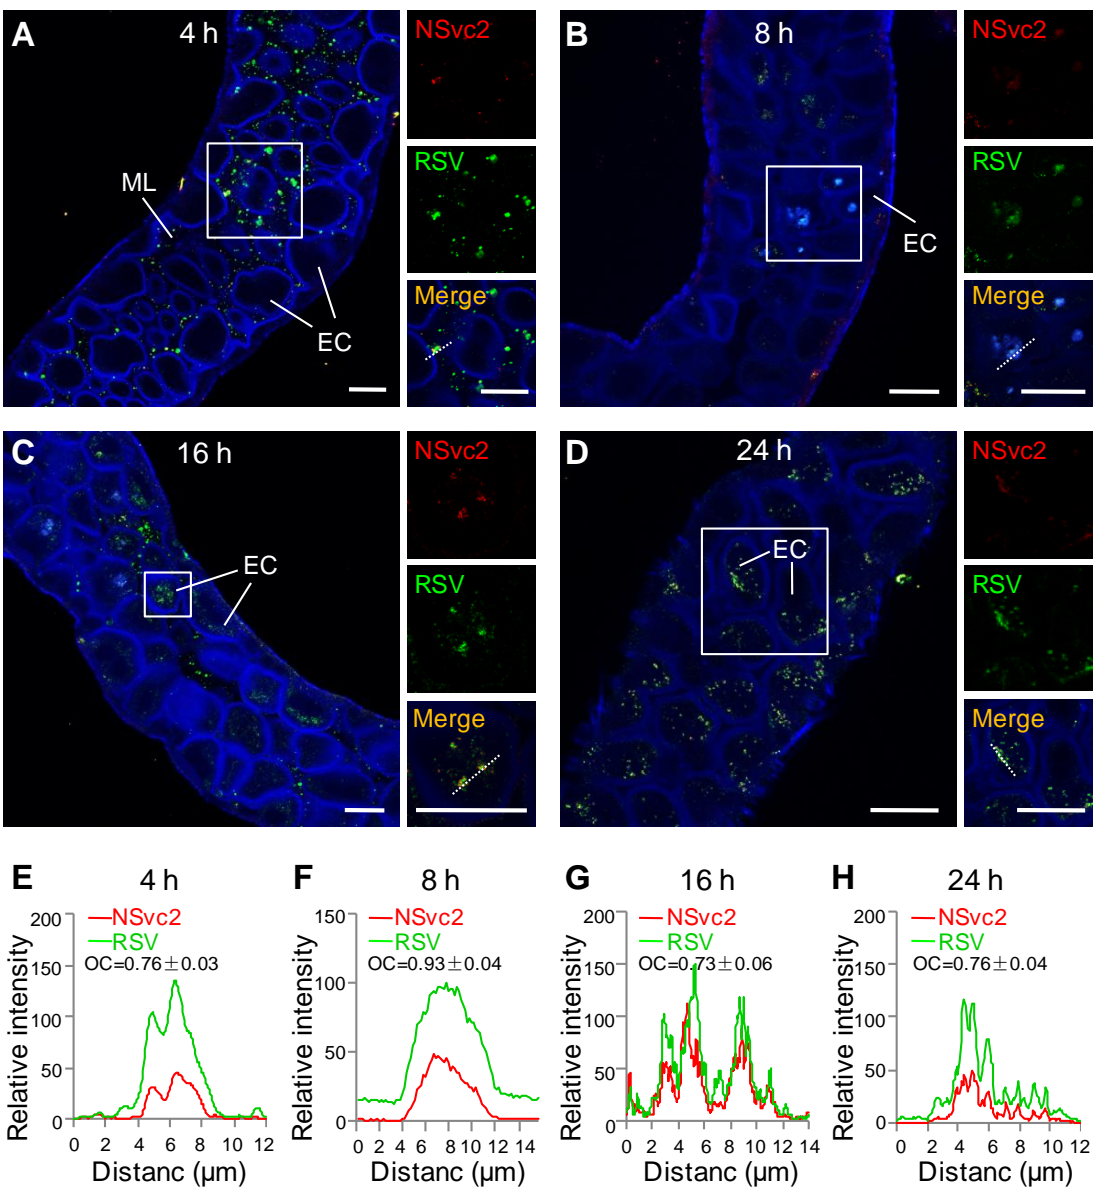 A
4 h
NSvc2
RSV
Merge
ML
EC
B
8 h
NSvc2
RSV
Merge
EC
C
16 h
NSvc2
RSV
Merge
EC
D
24 h
NSvc2
RSV
Merge
EC
E
4 h
NSvc2
RSV
OC=0.76±0.03
200
150
100
50
0
0 2 4 6 8 10 12
Relative intensity
Distanc (μm)
F
8 h
NSvc2
RSV
150
100
50
0
0 2 4 6 8 10 12 14
OC=0.93±0.04
Relative intensity
Distanc (μm)
G
16 h
NSvc2
RSV
OC=0.73±0.06
200
150
100
50
0
0 2 4 6 8 10 12 14
Relative intensity
Distanc (μm)
H
24 h
NSvc2
RSV
OC=0.76±0.04
200
150
100
50
0
0 2 4 6 8 10 12
Relative intensity
Distanc (μm)